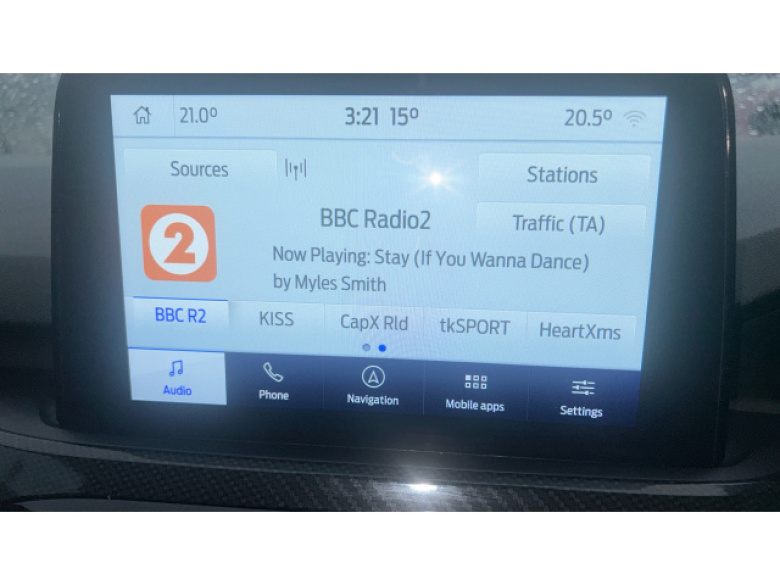 21.0° 3:21 15° 20.5°
Sources Stations
BBC Radio2 Traffic (TA)
2
Now Playing: Stay (If You Wanna Dance)
by Myles Smith
BBC R2 KISS CapX Rld tkSPORT HeartXms
Audio Phone Navigation Mobile apps Settings